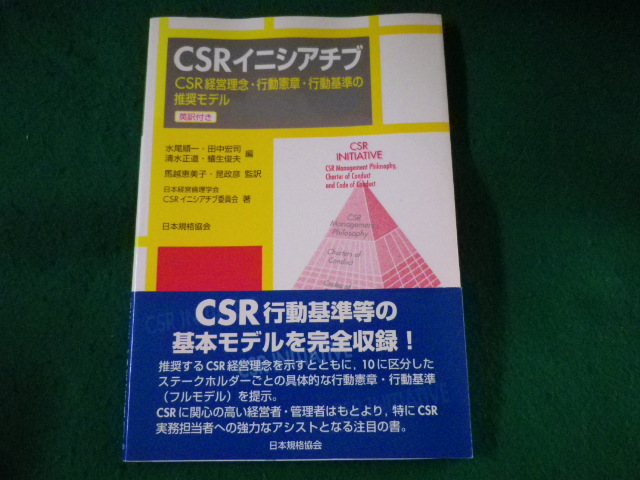 CSRイニシアチブ
CSR経営理念・行動憲章・行動基準の
推奨モデル
英訳付き
水尾順一・田中宏司
清水正道・蟻生俊夫 編
馬越恵美子・昆政彦 監訳
日本経営倫理学会
CSRイニシアチブ委員会 著
日本規格協会
CSR
INITIATIVE
CSR Management Philosophy,
Charter of Conduct
and Code of Conduct
CSR
Management
Philosophy
Charters of
Conduct
CSR行動基準等の
基本モデルを完全収録！
推奨するCSR経営理念を示すとともに，10に区分した
ステークホルダーごとの具体的な行動憲章・行動基準
（フルモデル）を提示。
CSRに関心の高い経営者・管理者はもとより，特にCSR
実務担当者への強力なアシストとなる注目の書。
日本規格協会